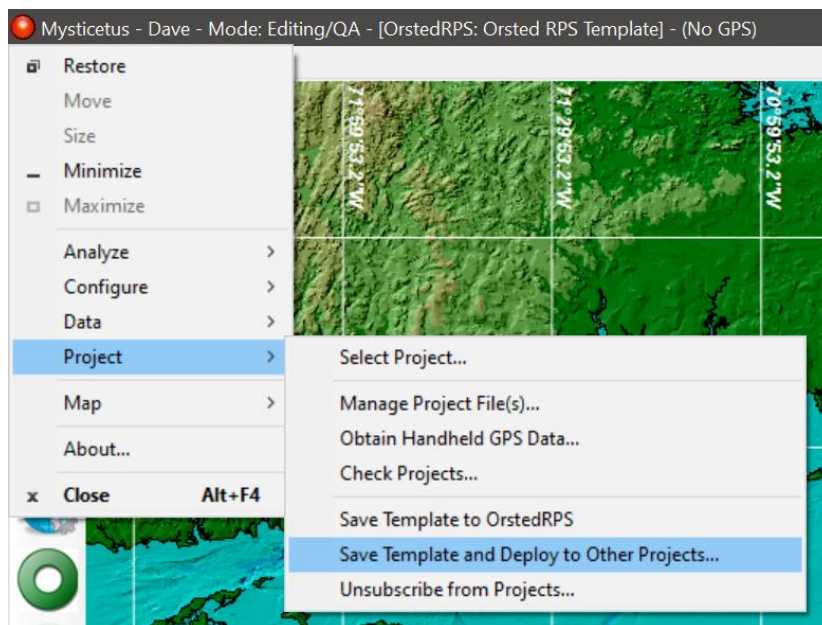 Mysticetus - Dave - Mode: Editing/QA - [OrstedRPS: Orsted RPS Template] - (No GPS)
Restore
Move
Size
Minimize
Maximize
Analyze
Configure
Data
Project
Map
About...
Close Alt+F4
Select Project...
Manage Project File(s)...
Obtain Handheld GPS Data...
Check Projects...
Save Template to OrstedRPS
Save Template and Deploy to Other Projects...
Unsubscribe from Projects...
71°59'53.2"W
71°29'53.2"W
70°59'53.2"W